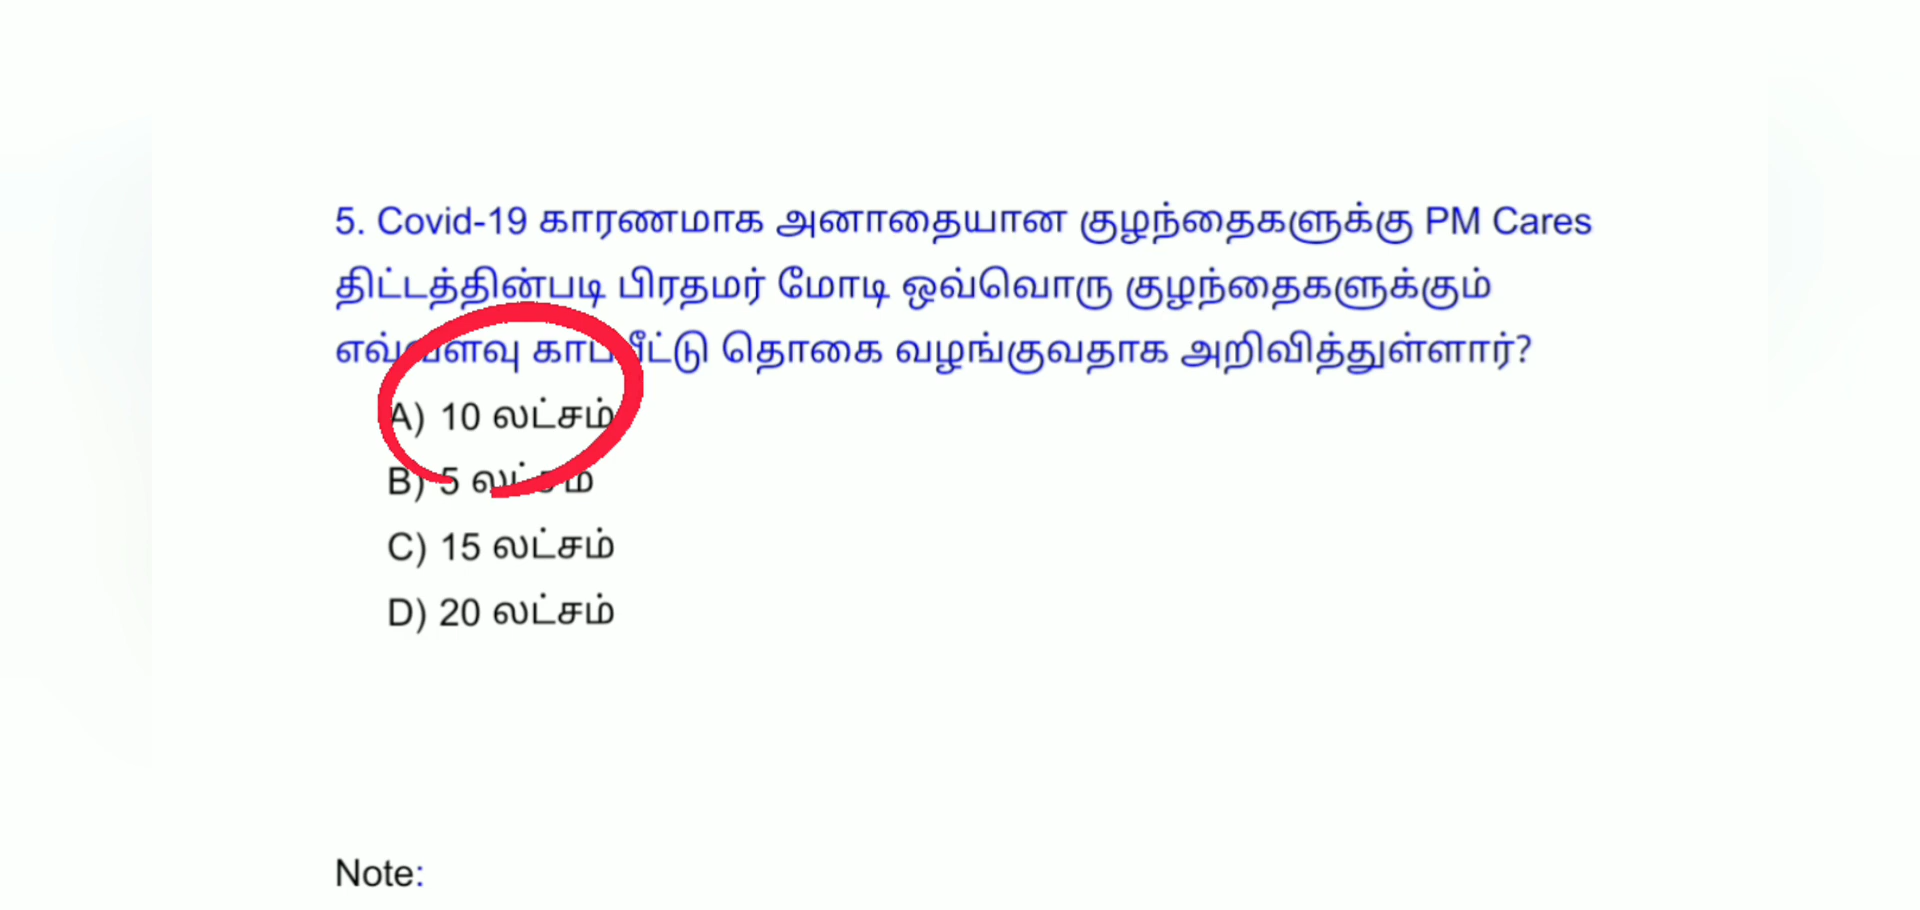 5. Covid-19 காரணமாக அனாதையான குழந்தைகளுக்கு PM Cares
திட்டத்தின்படி பிரதமர் மோடி ஒவ்வொரு குழந்தைகளுக்கும்
எவ்வளவு காப்பீட்டு தொகை வழங்குவதாக அறிவித்துள்ளார்?
A) 10 லட்சம்
B) 5 லட்சம்
C) 15 லட்சம்
D) 20 லட்சம்
Note: